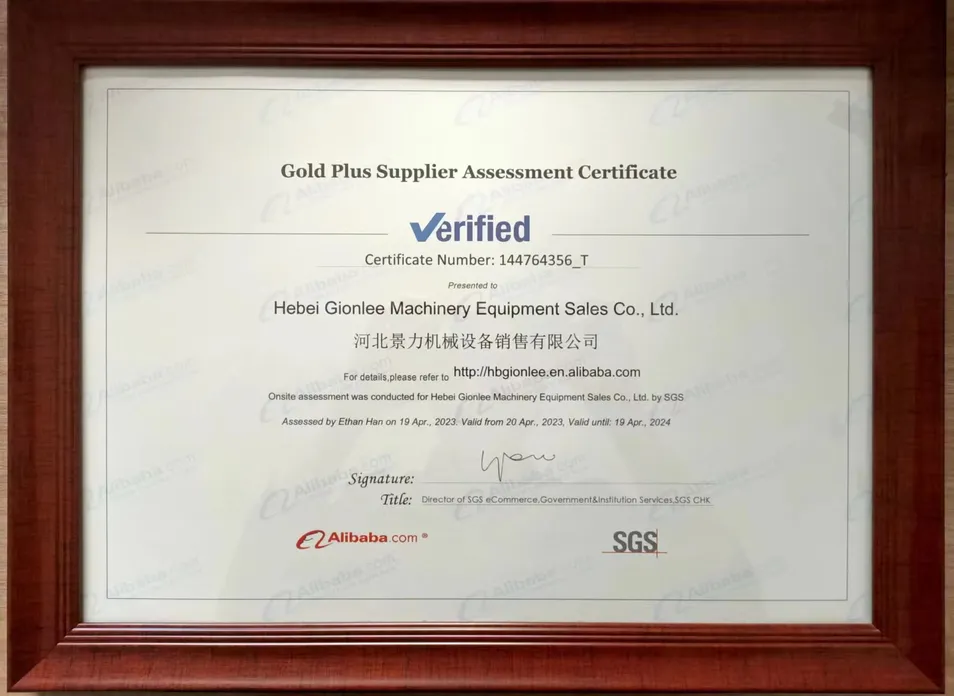 Gold Plus Supplier Assessment Certificate
Verified
Certificate Number: 144764356_T
Presented to
Hebei Gionlee Machinery Equipment Sales Co., Ltd.
河北景力机械设备销售有限公司
For details,please refer to http://hbgionlee.en.alibaba.com
Onsite assessment was conducted for Hebei Gionlee Machinery Equipment Sales Co., Ltd. by SGS
Assessed by Ethan Han on 19 Apr., 2023. Valid from 20 Apr., 2023, Valid until: 19 Apr., 2024
Signature:
Title: Director of SGS eCommerce,Government&Institution Services,SGS CHK
Alibaba.com ®
SGS